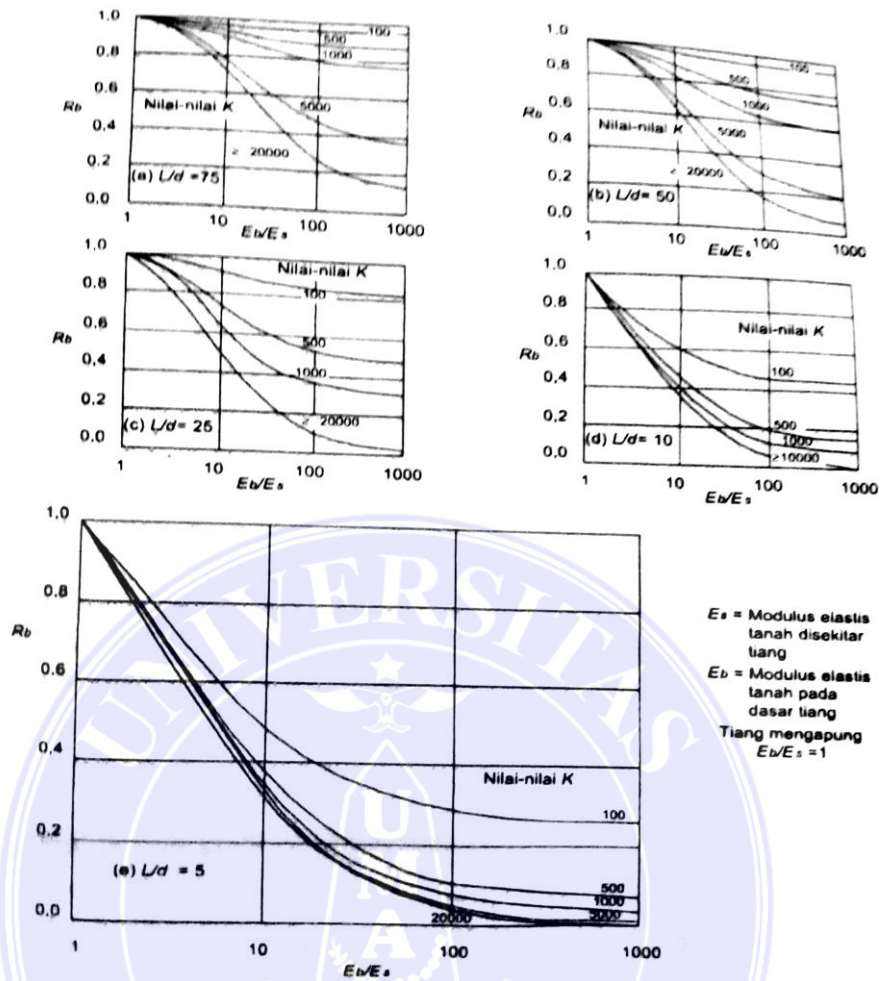 1.0
0.8
0.6
Rb
0.4
0.2
0.0
100
500
1000
5000
≥ 20000
Nilai-nilai K
(a) L/d =75
1 10 100 1000
Eb/Es
1.0
0.8
Rb
0.6
0.4
0.2
0.0
100
500
1000
5000
≥ 20000
Nilai-nilai K
(b) L/d= 50
1 10 100 1000
Eb/Es
1.0
0.8
0.6
Rb
0,4
0.2
0.0
Nilai-nilai K
100
500
1000
≥ 20000
(c) L/d= 25
1 10 100 1000
Eb/Es
1.0
0.8
Rb
0.6
0.4
0.2
0.0
Nilai-nilai K
100
500
1000
≥10000
(d) L/d= 10
1 10 100 1000
Eb/Es
1.0
0.8
Rb
0.6
0.4
0.2
0.0
Nilai-nilai K
100
500
1000
5000
20000
(e) L/d = 5
1 10 100 1000
Eb/Es
Es = Modulus elastis
tanah disekitar
tiang
Eb = Modulus elastis
tanah pada
dasar tiang
Tiang mengapung
Eb/Es =1
UNIVERSITAS
UMA